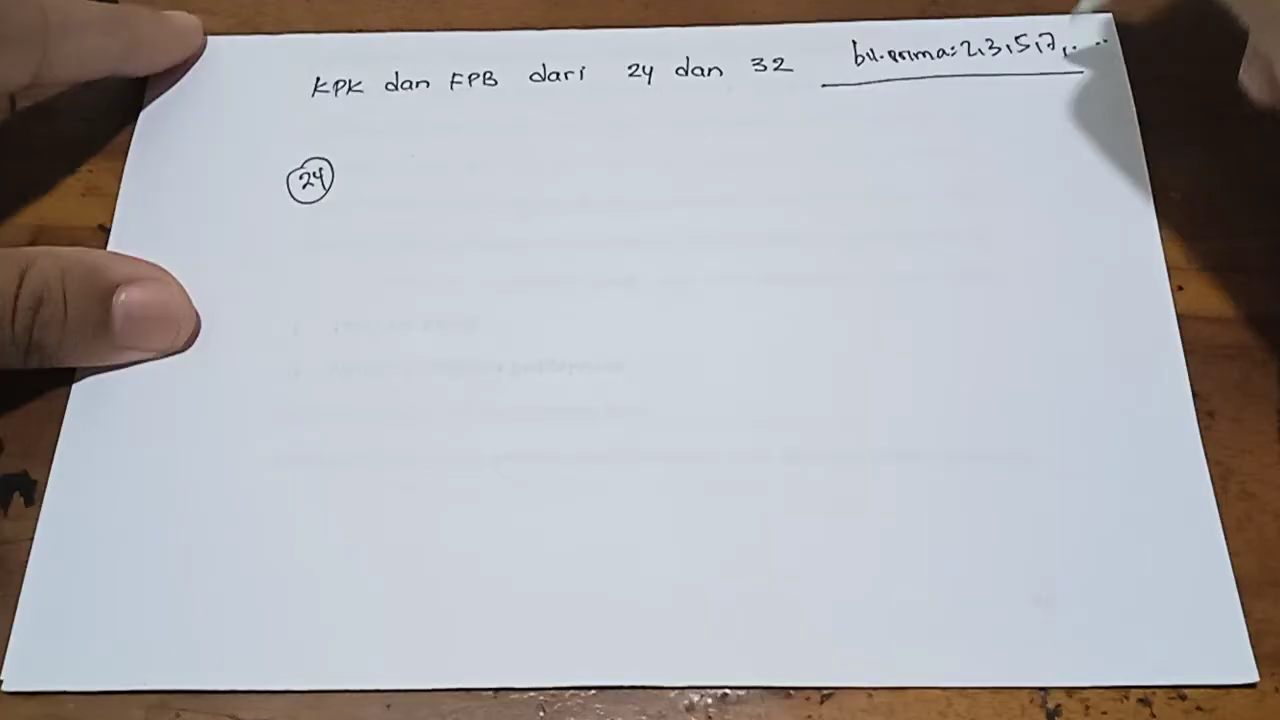 KPK dan FPB dari 24 dan 32
bil.prima: 2,3,5,7,....
24